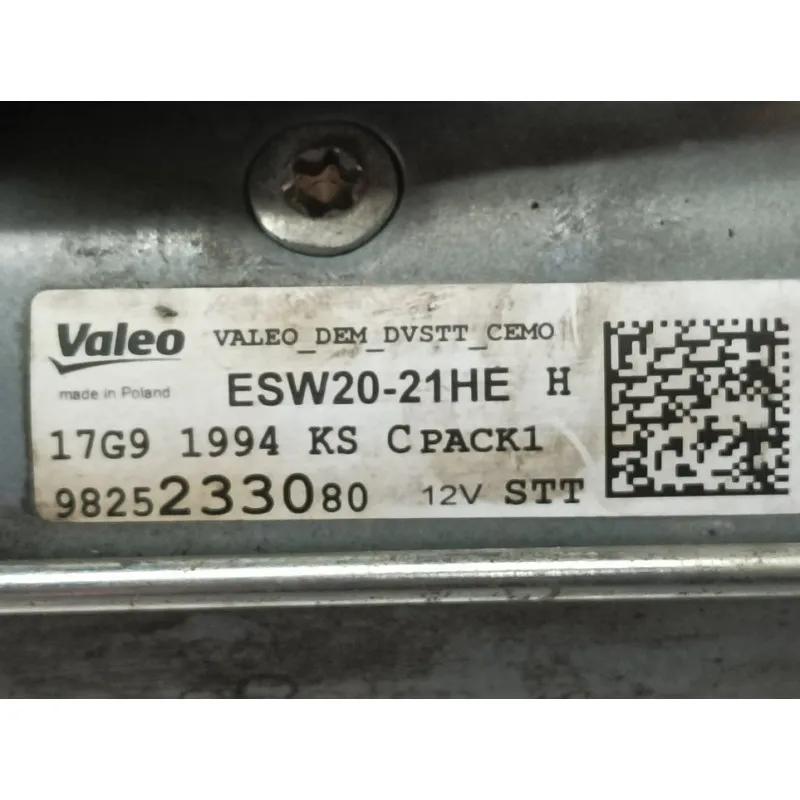 Valeo VALEO_DEM_DVSTT_CEMO
made in Poland ESW20-21HE H
17G9 1994 KS CPACK1
9825233080 12V STT